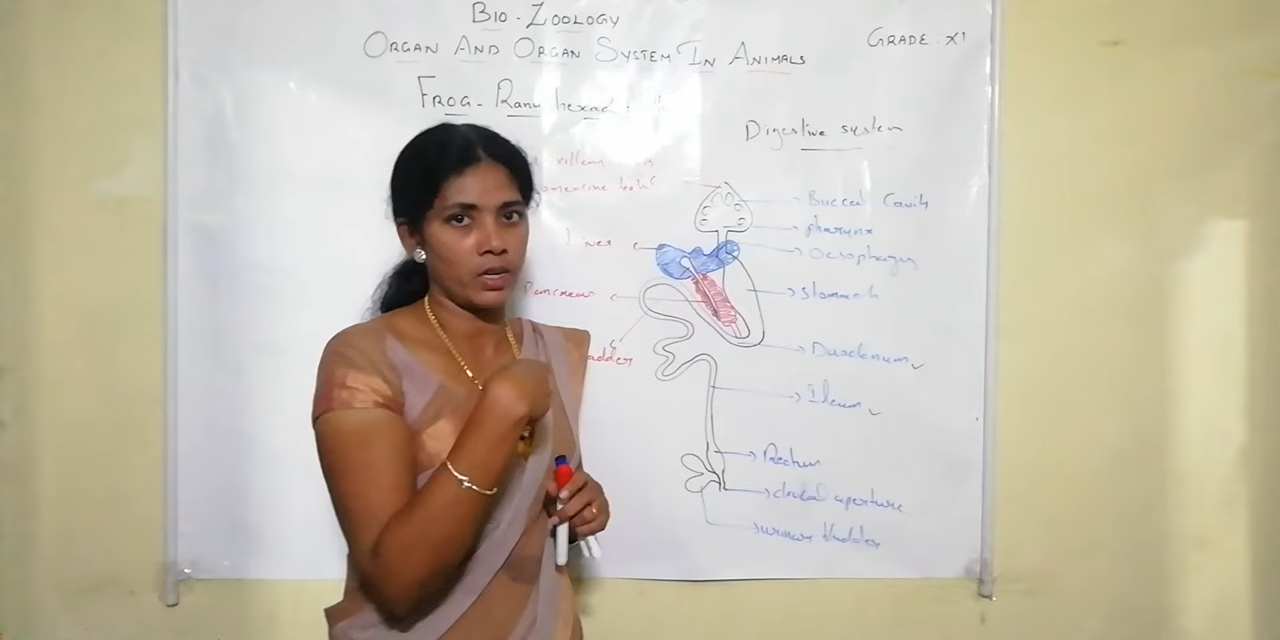 BIO - ZOOLOGY
ORGAN AND ORGAN SYSTEM IN ANIMALS
GRADE : XI
FROG - Rana hexad
Digestive system
Buccal Cavity
pharynx
Oesophagus
Liver
Stomach
Pancreas
Duodenum
adder
Ileum
Rectum
cloacal aperture
urinary bladder